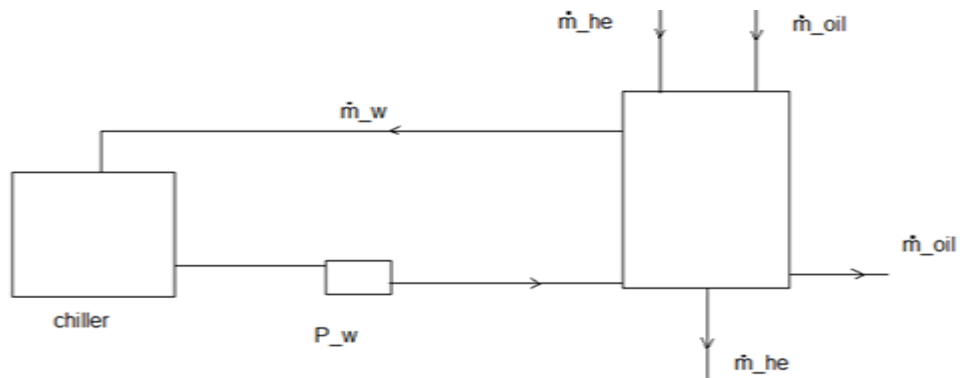 ṁ_he
ṁ_oil
ṁ_w
ṁ_oil
chiller
P_w
ṁ_he